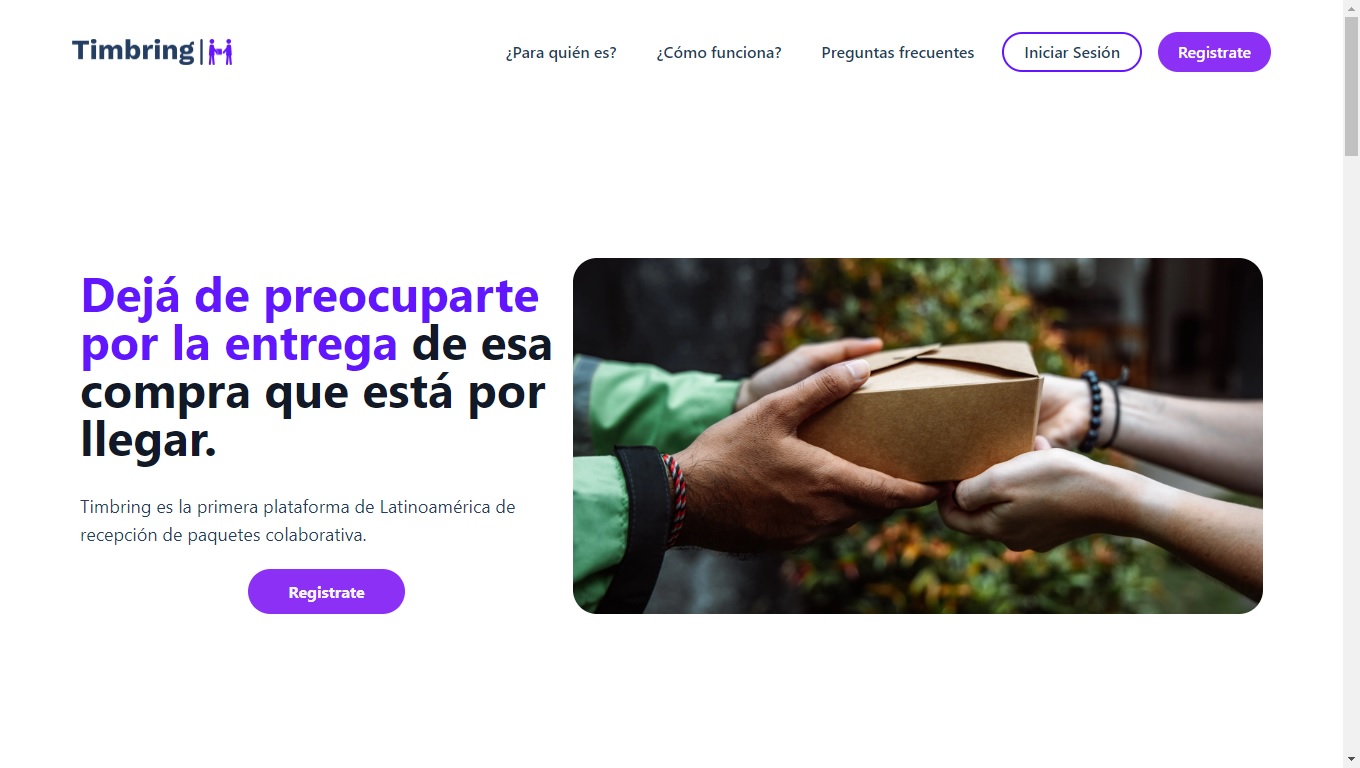 Timbring
¿Para quién es?
¿Cómo funciona?
Preguntas frecuentes
Iniciar Sesión
Registrate
Dejá de preocuparte
por la entrega de esa
compra que está por
llegar.
Timbring es la primera plataforma de Latinoamérica de
recepción de paquetes colaborativa.
Registrate